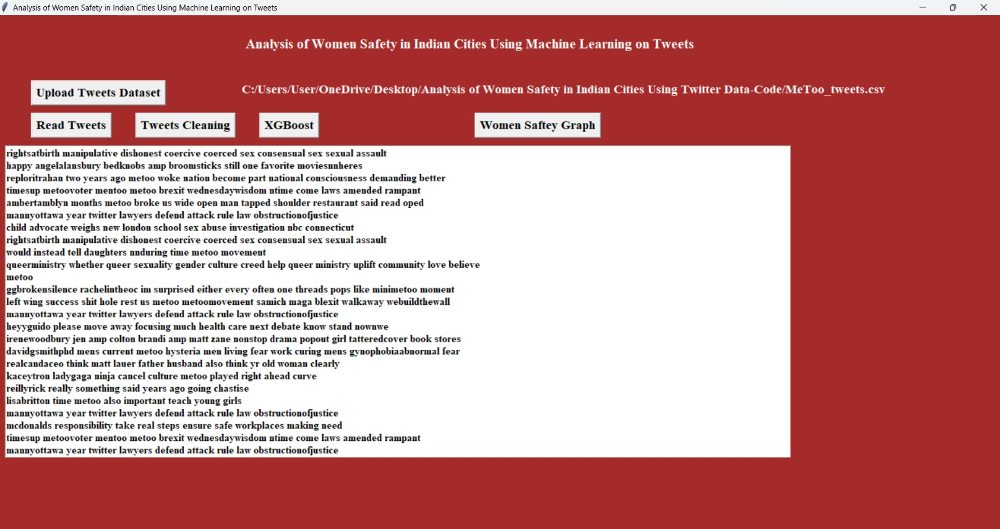 Analysis of Women Safety in Indian Cities Using Machine Learning on Tweets
Analysis of Women Safety in Indian Cities Using Machine Learning on Tweets
Upload Tweets Dataset
C:/Users/User/OneDrive/Desktop/Analysis of Women Safety in Indian Cities Using Twitter Data-Code/MeToo_tweets.csv
Read Tweets
Tweets Cleaning
XGBoost
Women Saftey Graph
rightsatbirth manipulative dishonest coercive coerced sex consensual sex sexual assault
happy angelalansbury bedknobs amp broomsticks still one favorite moviesnnheres
reploritrahan two years ago metoo woke nation become part national consciousness demanding better
timesup metoovoter mentoo metoo brexit wednesdaywisdom ntime come laws amended rampant
ambertamblyn months metoo broke us wide open man tapped shoulder restaurant said read oped
mannyottawa year twitter lawyers defend attack rule law obstructionofjustice
child advocate weighs new london school sex abuse investigation nbc connecticut
rightsatbirth manipulative dishonest coercive coerced sex consensual sex sexual assault
would instead tell daughters nnduring time metoo movement
queerministry whether queer sexuality gender culture creed help queer ministry uplift community love believe
metoo
ggbrokensilence rachelintheoc im surprised either every often one threads pops like minimetoo moment
left wing success shit hole rest us metoo metoomovement samich maga blexit walkaway webuildthewall
mannyottawa year twitter lawyers defend attack rule law obstructionofjustice
heyyguido please move away focusing much health care next debate know stand nownwe
irenewoodbury jen amp colton brandi amp matt zane nonstop drama popout girl tatteredcover book stores
davidgsmithphd mens current metoo hysteria men living fear work curing mens gynophobiaabnormal fear
realcandaceo think matt lauer father husband also think yr old woman clearly
kaceytron ladygaga ninja cancel culture metoo played right ahead curve
reillyrick really something said years ago going chastise
lisabritton time metoo also important teach young girls
mannyottawa year twitter lawyers defend attack rule law obstructionofjustice
mcdonalds responsibility take real steps ensure safe workplaces making need
timesup metoovoter mentoo metoo brexit wednesdaywisdom ntime come laws amended rampant
mannyottawa year twitter lawyers defend attack rule law obstructionofjustice